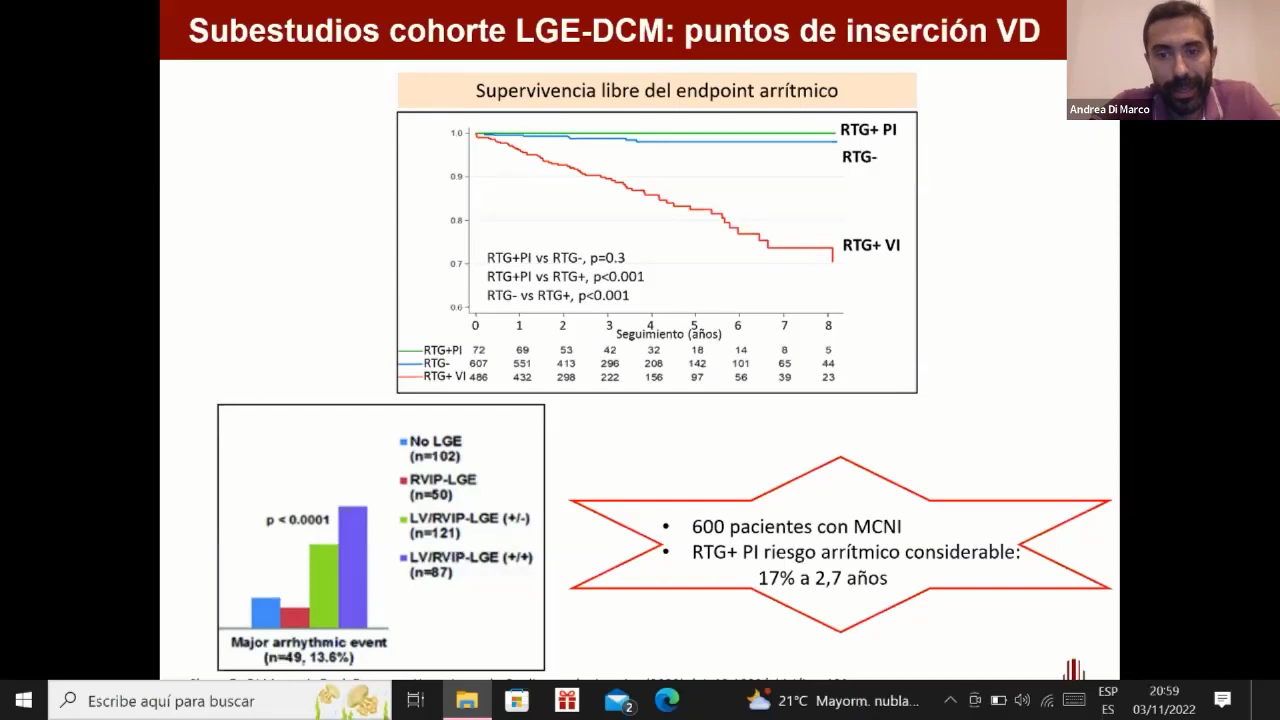 Subestudios cohorte LGE-DCM: puntos de inserción VD
Andrea Di Marco
Supervivencia libre del endpoint arrítmico
1.0
0.9
0.8
0.7
0.6
RTG+ PI
RTG-
RTG+ VI
RTG+PI vs RTG-, p=0.3
RTG+PI vs RTG+, p<0.001
RTG- vs RTG+, p<0.001
0 1 2 3 4 5 6 7 8
Seguimiento (años)
RTG+PI 72 69 53 42 32 18 14 8 5
RTG- 607 551 413 296 208 142 101 65 44
RTG+ VI 486 432 298 222 156 97 56 39 23
No LGE
(n=102)
RVIP-LGE
(n=50)
LV/RVIP-LGE (+/-)
(n=121)
LV/RVIP-LGE (+/+)
(n=87)
p < 0.0001
Major arrhythmic event
(n=49, 13.6%)
• 600 pacientes con MCNI
• RTG+ PI riesgo arrítmico considerable:
17% a 2,7 años
Escribe aquí para buscar
2
21°C Mayorm. nubla...
ESP
ES
20:59
03/11/2022